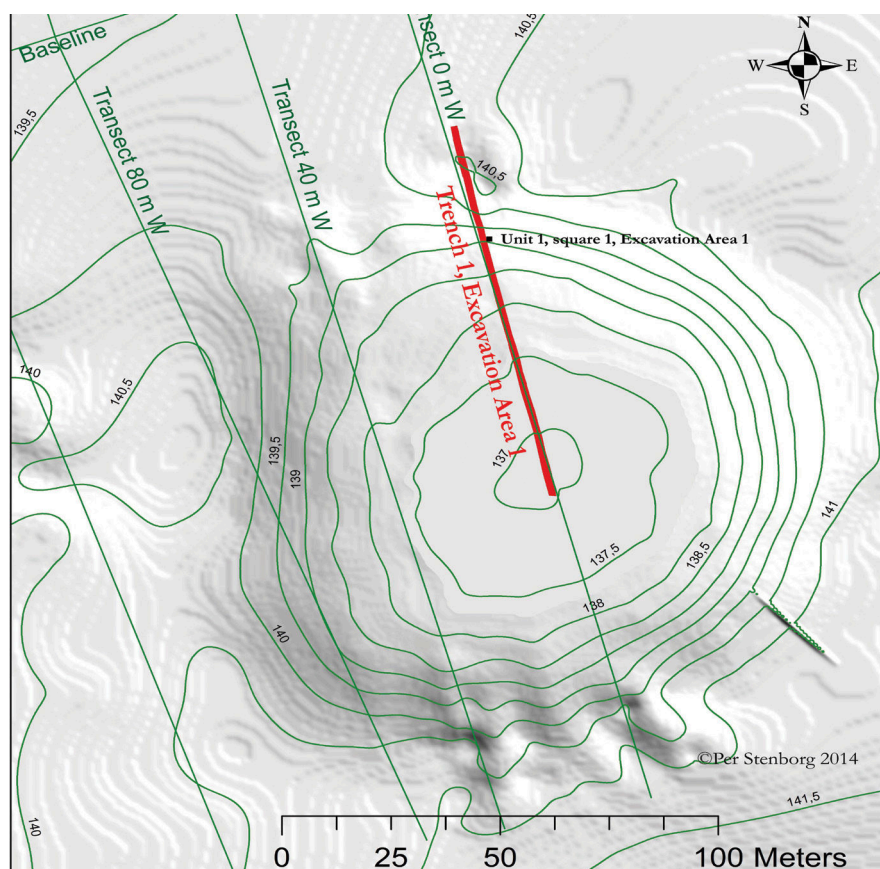 Baseline
Transect 80 m W
Transect 40 m W
Transect 0 m W
N
W E
S
140,5
139,5
140,5
Unit 1, square 1, Excavation Area 1
Trench 1, Excavation Area 1
140
140,5
139,5
139
137
141
138,5
137,5
138
140
©Per Stenborg 2014
141,5
140
0 25 50 100 Meters